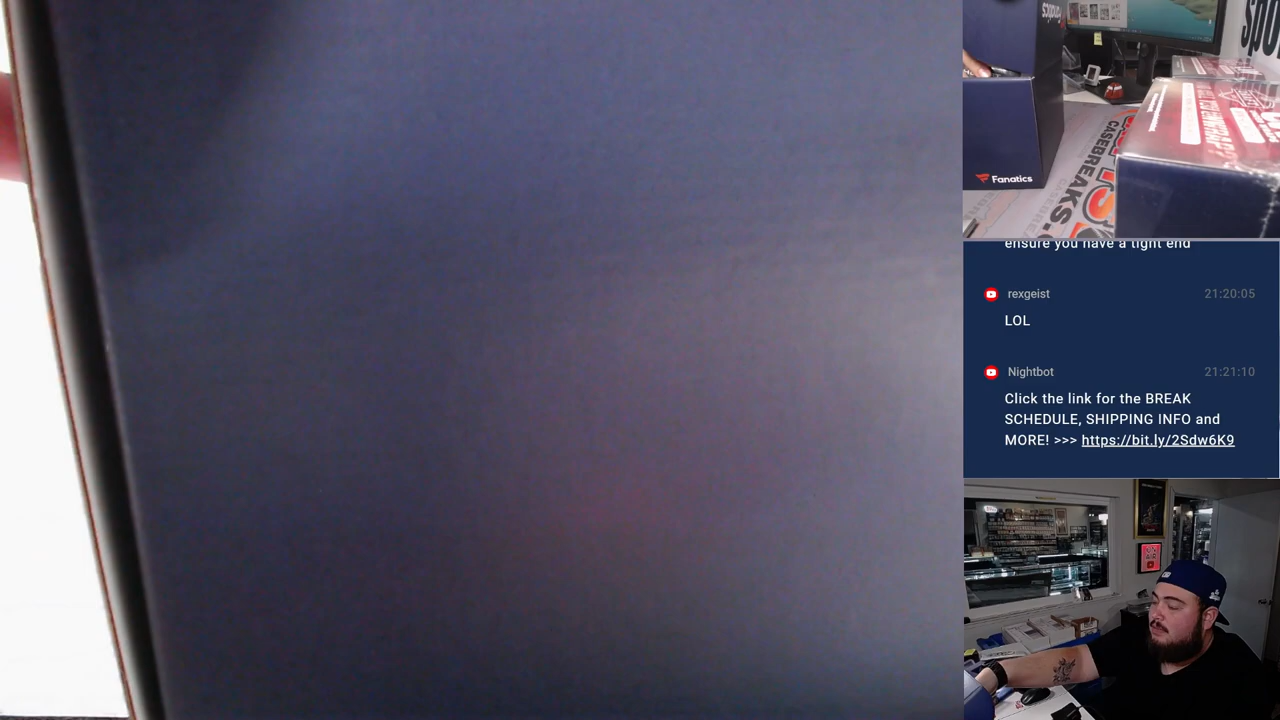 Fanatics
CASEBREAKS.
ensure you have a tight end
rexgeist 21:20:05
LOL
Nightbot 21:21:10
Click the link for the BREAK
SCHEDULE, SHIPPING INFO and
MORE! >>> https://bit.ly/2Sdw6K9